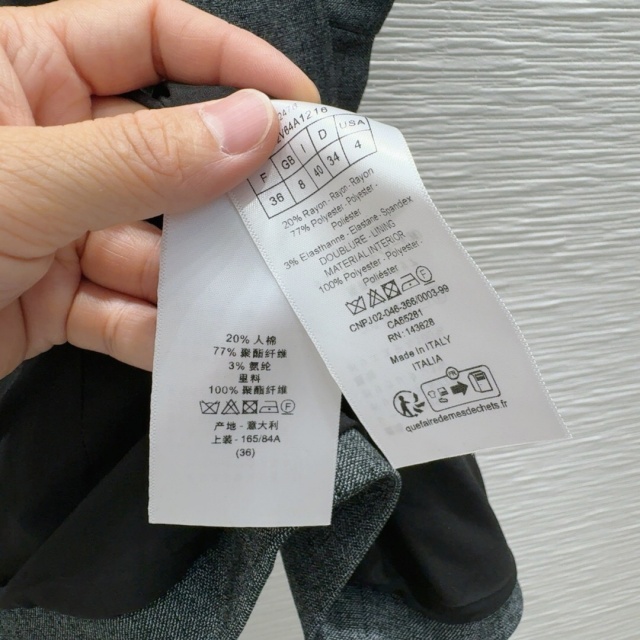 V64A1216
F GB I D USA
36 8 40 34 4
20% Rayon - Rayon - Rayon
77% Polyester - Polyester -
Poliéster
3% Elasthanne - Elastane - Spandex
DOUBLURE - LINING
MATERIAL INTERIOR
100% Polyester - Polyester
Poliéster
CNPJ 02-046-366/0003-99
CA65281
RN: 143628
Made in ITALY
ITALIA
quefairedemesdechets.fr
20% 人棉
77% 聚酯纤维
3% 氨纶
里料
100% 聚酯纤维
产地 - 意大利
上装 - 165/84A
(36)